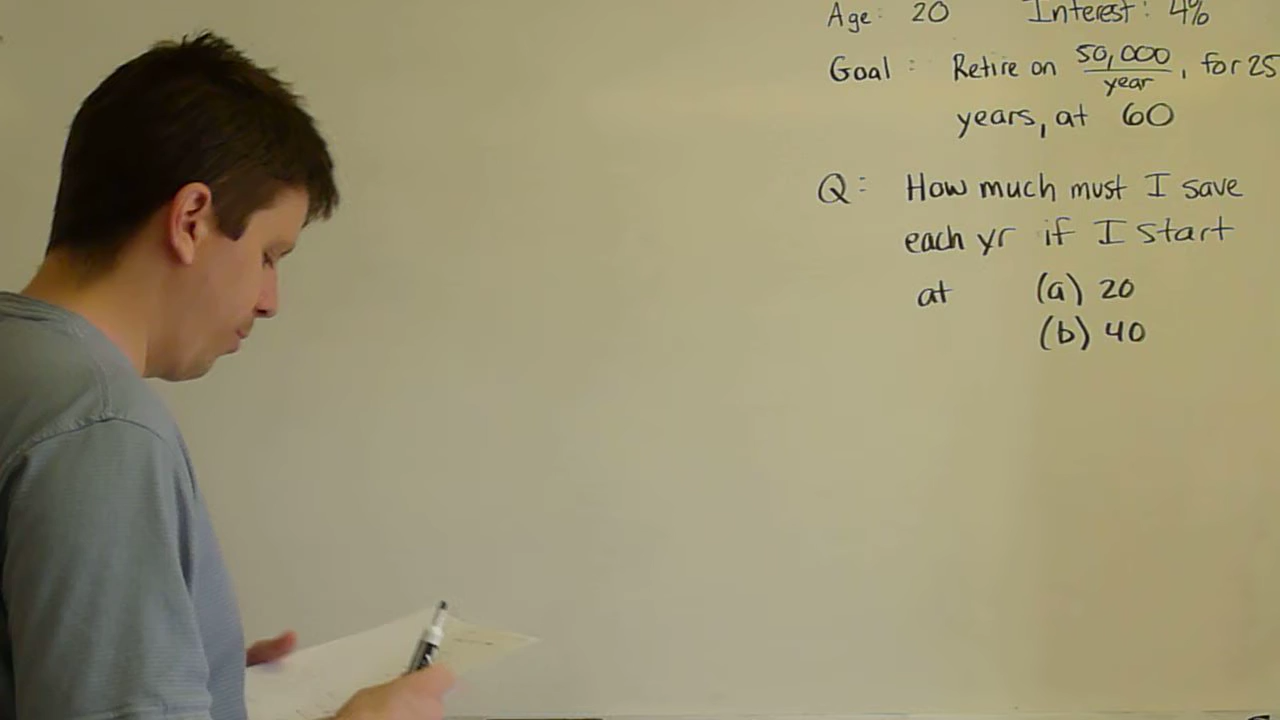 Age: 20 Interest: 4%
Goal: Retire on 50,000/year, for 25
years, at 60
Q: How much must I save
each yr if I start
at (a) 20
(b) 40